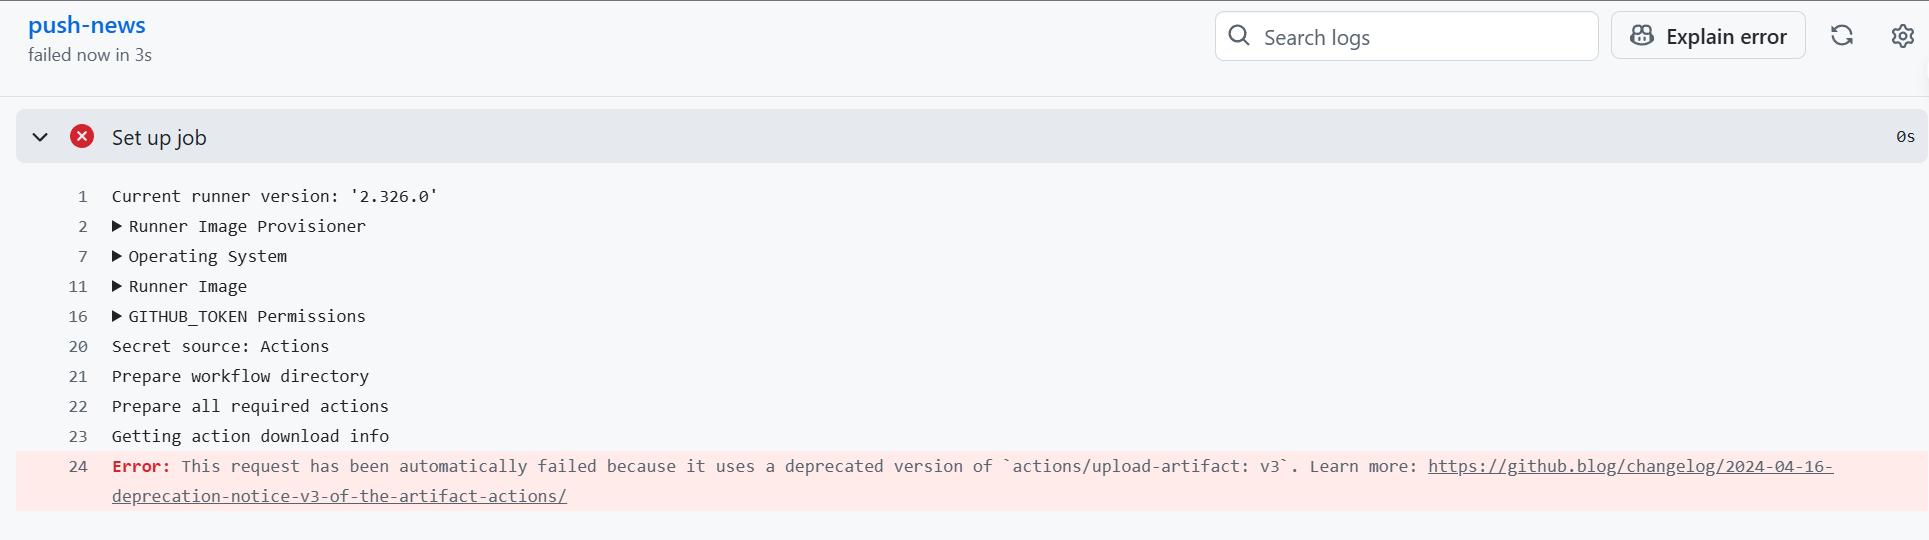 push-news
failed now in 3s
Search logs
Explain error
Set up job
0s
1 Current runner version: '2.326.0'
2 Runner Image Provisioner
7 Operating System
11 Runner Image
16 GITHUB_TOKEN Permissions
20 Secret source: Actions
21 Prepare workflow directory
22 Prepare all required actions
23 Getting action download info
24 Error: This request has been automatically failed because it uses a deprecated version of `actions/upload-artifact: v3`. Learn more: https://github.blog/changelog/2024-04-16-
deprecation-notice-v3-of-the-artifact-actions/